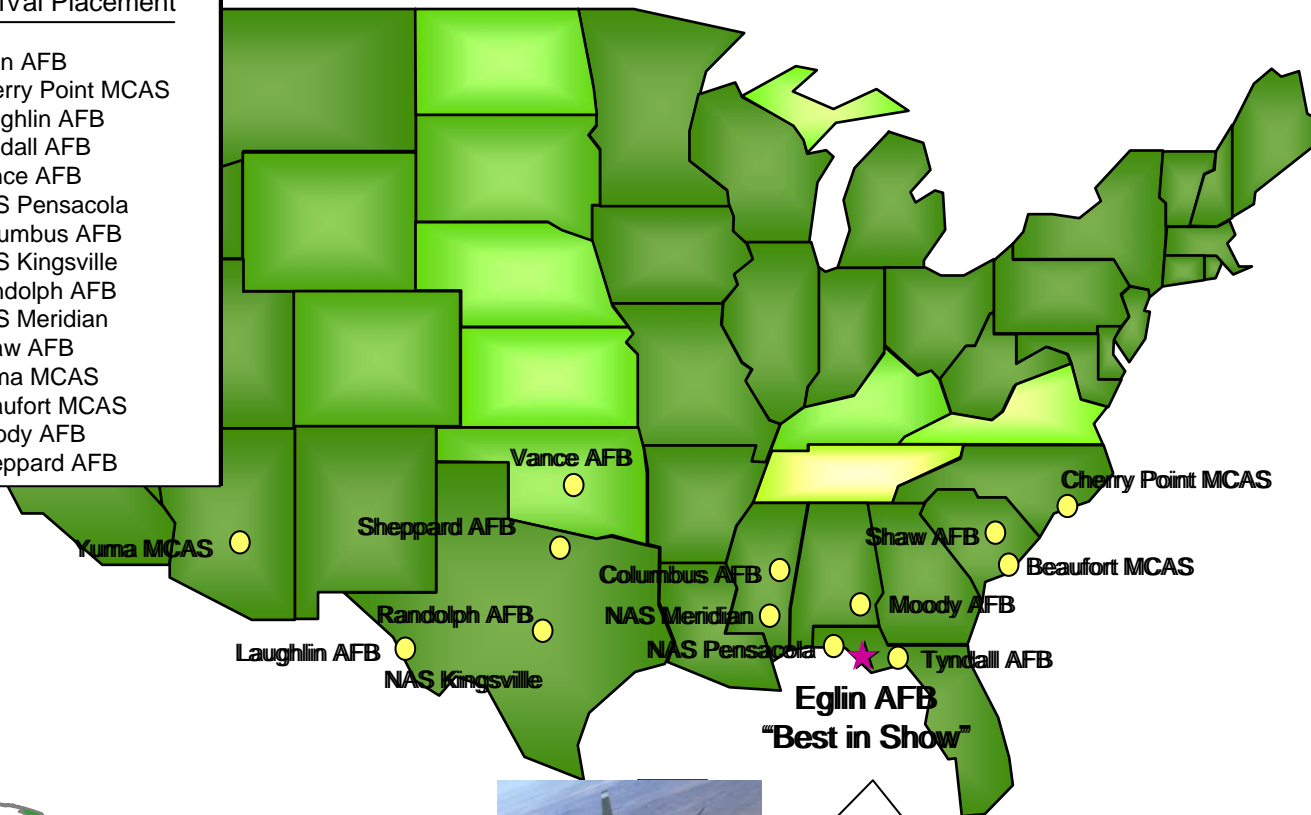 ival Placement
n AFB
erry Point MCAS
ghlin AFB
dall AFB
nce AFB
S Pensacola
umbus AFB
S Kingsville
ndolph AFB
S Meridian
aw AFB
ma MCAS
aufort MCAS
ody AFB
eppard AFB
Vance AFB
Cherry Point MCAS
Sheppard AFB
Shaw AFB
Yuma MCAS
Columbus AFB
Beaufort MCAS
Randolph AFB
NAS Meridian
Moody AFB
Laughlin AFB
NAS Pensacola
Tyndall AFB
NAS Kingsville
Eglin AFB
"Best in Show"